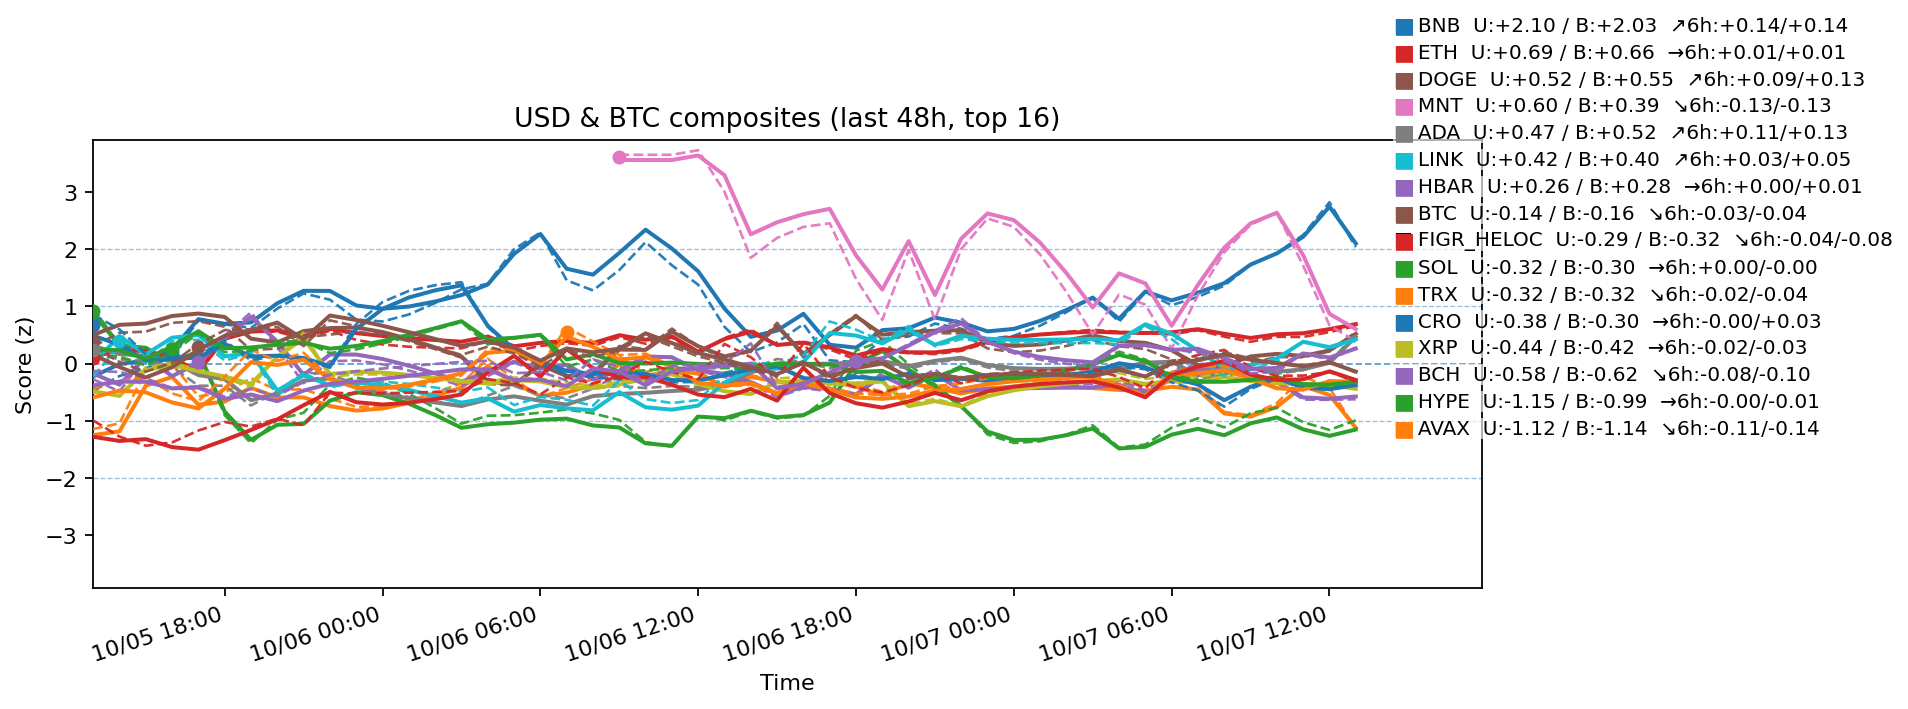 USD & BTC composites (last 48h, top 16)
BNB  U:+2.10 / B:+2.03  ↗6h:+0.14/+0.14
ETH  U:+0.69 / B:+0.66  →6h:+0.01/+0.01
DOGE  U:+0.52 / B:+0.55  ↗6h:+0.09/+0.13
MNT  U:+0.60 / B:+0.39  ↘6h:-0.13/-0.13
ADA  U:+0.47 / B:+0.52  ↗6h:+0.11/+0.13
LINK  U:+0.42 / B:+0.40  ↗6h:+0.03/+0.05
HBAR  U:+0.26 / B:+0.28  →6h:+0.00/+0.01
BTC  U:-0.14 / B:-0.16  ↘6h:-0.03/-0.04
FIGR_HELOC  U:-0.29 / B:-0.32  ↘6h:-0.04/-0.08
SOL  U:-0.32 / B:-0.30  →6h:+0.00/-0.00
TRX  U:-0.32 / B:-0.32  ↘6h:-0.02/-0.04
CRO  U:-0.38 / B:-0.30  →6h:-0.00/+0.03
XRP  U:-0.44 / B:-0.42  →6h:-0.02/-0.03
BCH  U:-0.58 / B:-0.62  ↘6h:-0.08/-0.10
HYPE  U:-1.15 / B:-0.99  →6h:-0.00/-0.01
AVAX  U:-1.12 / B:-1.14  ↘6h:-0.11/-0.14
Score (z)
3
2
1
0
−1
−2
−3
10/05 18:00
10/06 00:00
10/06 06:00
10/06 12:00
10/06 18:00
10/07 00:00
10/07 06:00
10/07 12:00
Time